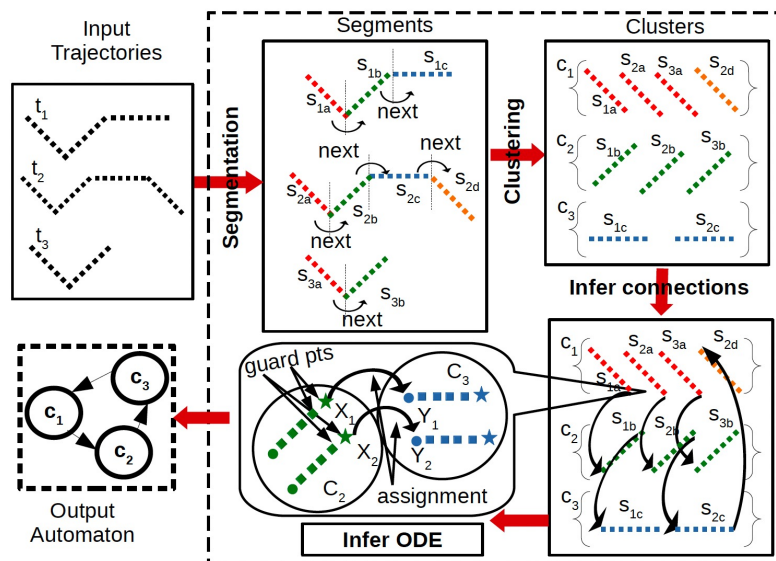 Input
Trajectories
t1
t2
t3
Segmentation
Segments
s1a
s1b
s1c
next
next
next
next
s2a
s2b
s2c
s2d
next
s3a
s3b
next
Clustering
Clusters
c1
s1a
s2a
s3a
s2d
c2
s1b
s2b
s3b
c3
s1c
s2c
Infer connections
c1
s1a
s2a
s3a
s2d
c2
s1b
s2b
s3b
c3
s1c
s2c
guard pts
X1
X2
C2
C3
Y1
Y2
assignment
Infer ODE
c1
c2
c3
Output
Automaton